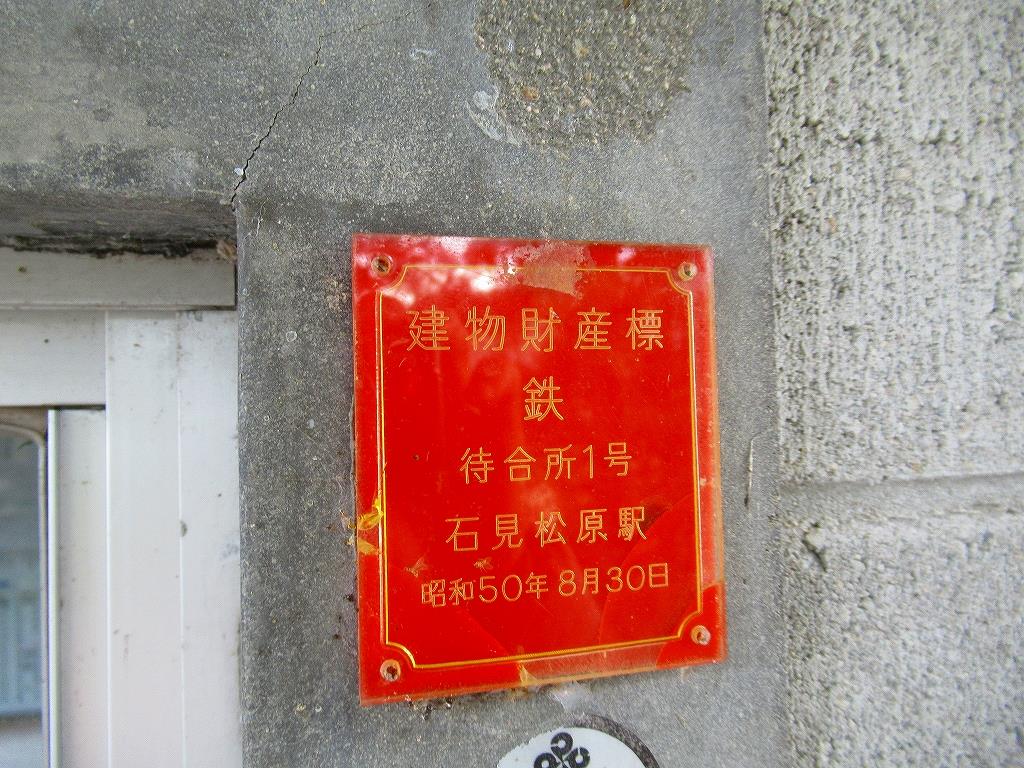 建物財産標
鉄
待合所1号
石見松原駅
昭和50年8月30日